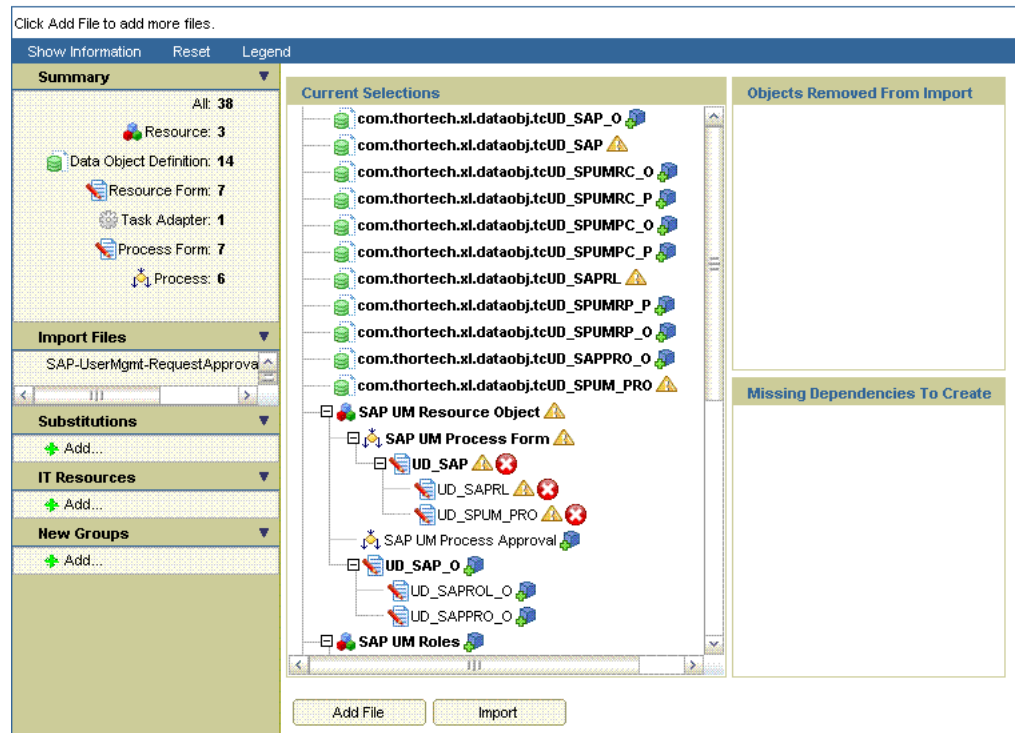 Click Add File to add more files.
Show Information Reset Legend
Summary
All: 38
Resource: 3
Data Object Definition: 14
Resource Form: 7
Task Adapter: 1
Process Form: 7
Process: 6
Import Files
SAP-UserMgmt-RequestApprova
Substitutions
Add...
IT Resources
Add...
New Groups
Add...
Current Selections
com.thortech.xl.dataobj.tcUD_SAP_O
com.thortech.xl.dataobj.tcUD_SAP
com.thortech.xl.dataobj.tcUD_SPUMRC_O
com.thortech.xl.dataobj.tcUD_SPUMRC_P
com.thortech.xl.dataobj.tcUD_SPUMPC_O
com.thortech.xl.dataobj.tcUD_SPUMPC_P
com.thortech.xl.dataobj.tcUD_SAPRL
com.thortech.xl.dataobj.tcUD_SPUMRP_P
com.thortech.xl.dataobj.tcUD_SPUMRP_O
com.thortech.xl.dataobj.tcUD_SAPPRO_O
com.thortech.xl.dataobj.tcUD_SPUM_PRO
SAP UM Resource Object
SAP UM Process Form
UD_SAP
UD_SAPRL
UD_SPUM_PRO
SAP UM Process Approval
UD_SAP_O
UD_SAPROL_O
UD_SAPPRO_O
SAP UM Roles
Add File
Import
Objects Removed From Import
Missing Dependencies To Create